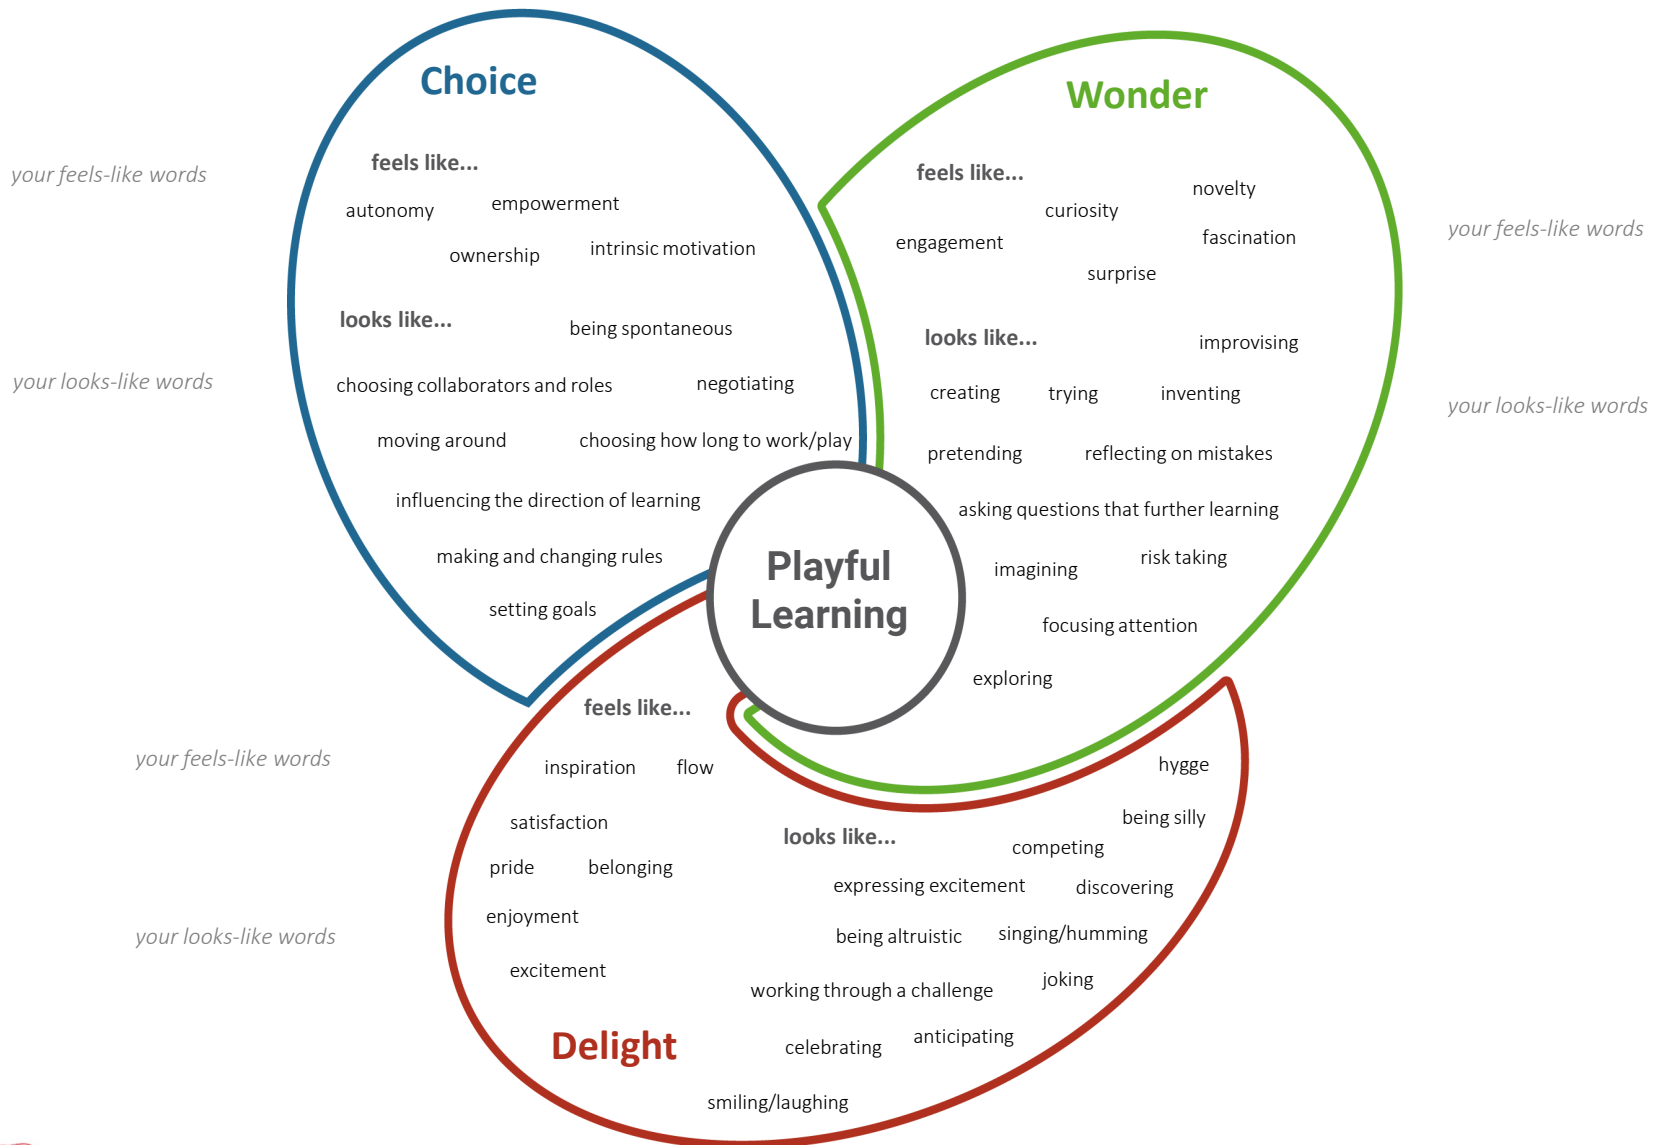 Choice
feels like...
autonomy
empowerment
ownership
intrinsic motivation
looks like...
being spontaneous
choosing collaborators and roles
negotiating
moving around
choosing how long to work/play
influencing the direction of learning
making and changing rules
setting goals
your feels-like words
your looks-like words
Wonder
feels like...
novelty
curiosity
engagement
fascination
surprise
looks like...
improvising
creating
trying
inventing
pretending
reflecting on mistakes
asking questions that further learning
imagining
risk taking
focusing attention
exploring
your feels-like words
your looks-like words
Playful
Learning
feels like...
inspiration
flow
satisfaction
pride
belonging
enjoyment
excitement
looks like...
hygge
being silly
competing
expressing excitement
discovering
being altruistic
singing/humming
working through a challenge
joking
celebrating
anticipating
smiling/laughing
Delight
your feels-like words
your looks-like words